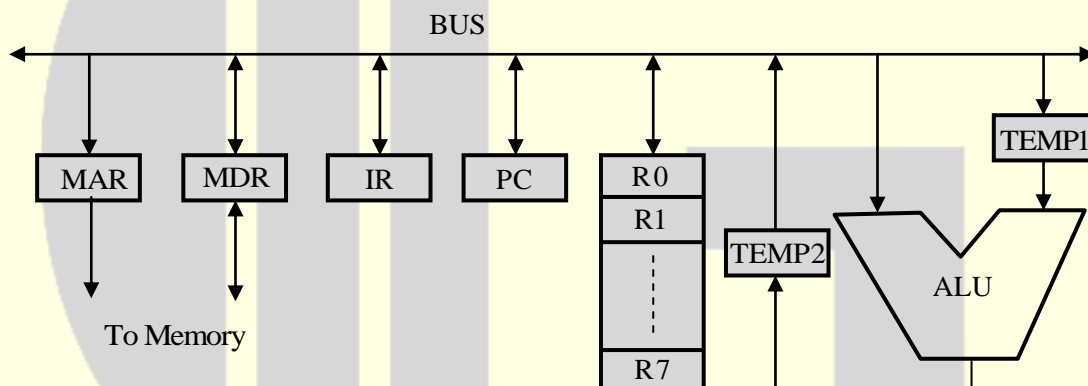 BUS
TEMP1
MAR
MDR
IR
PC
R0
R1
TEMP2
ALU
To Memory
R7